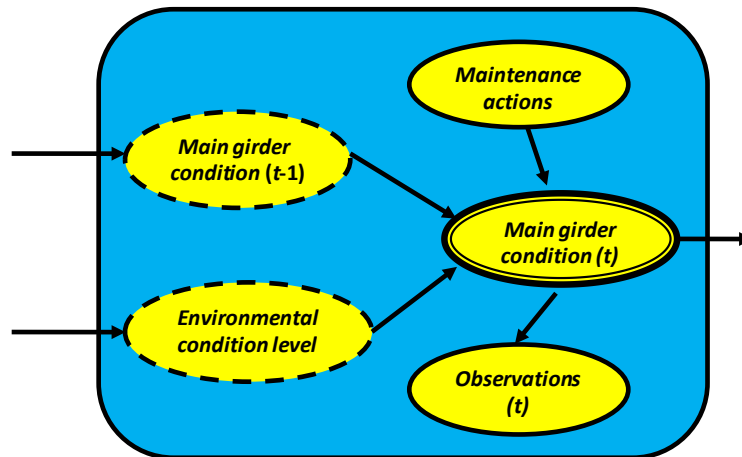 Maintenance
actions
Main girder
condition (t-1)
Main girder
condition (t)
Environmental
condition level
Observations
(t)